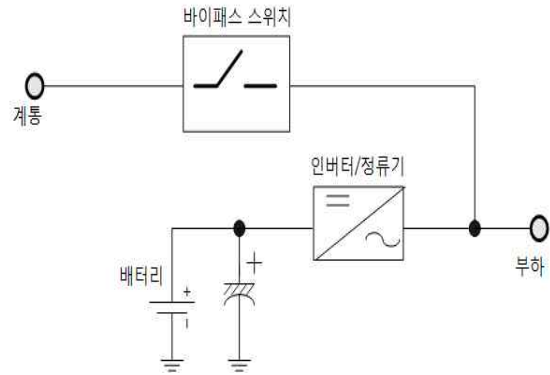 바이패스 스위치
계통
인버터/정류기
배터리
부하